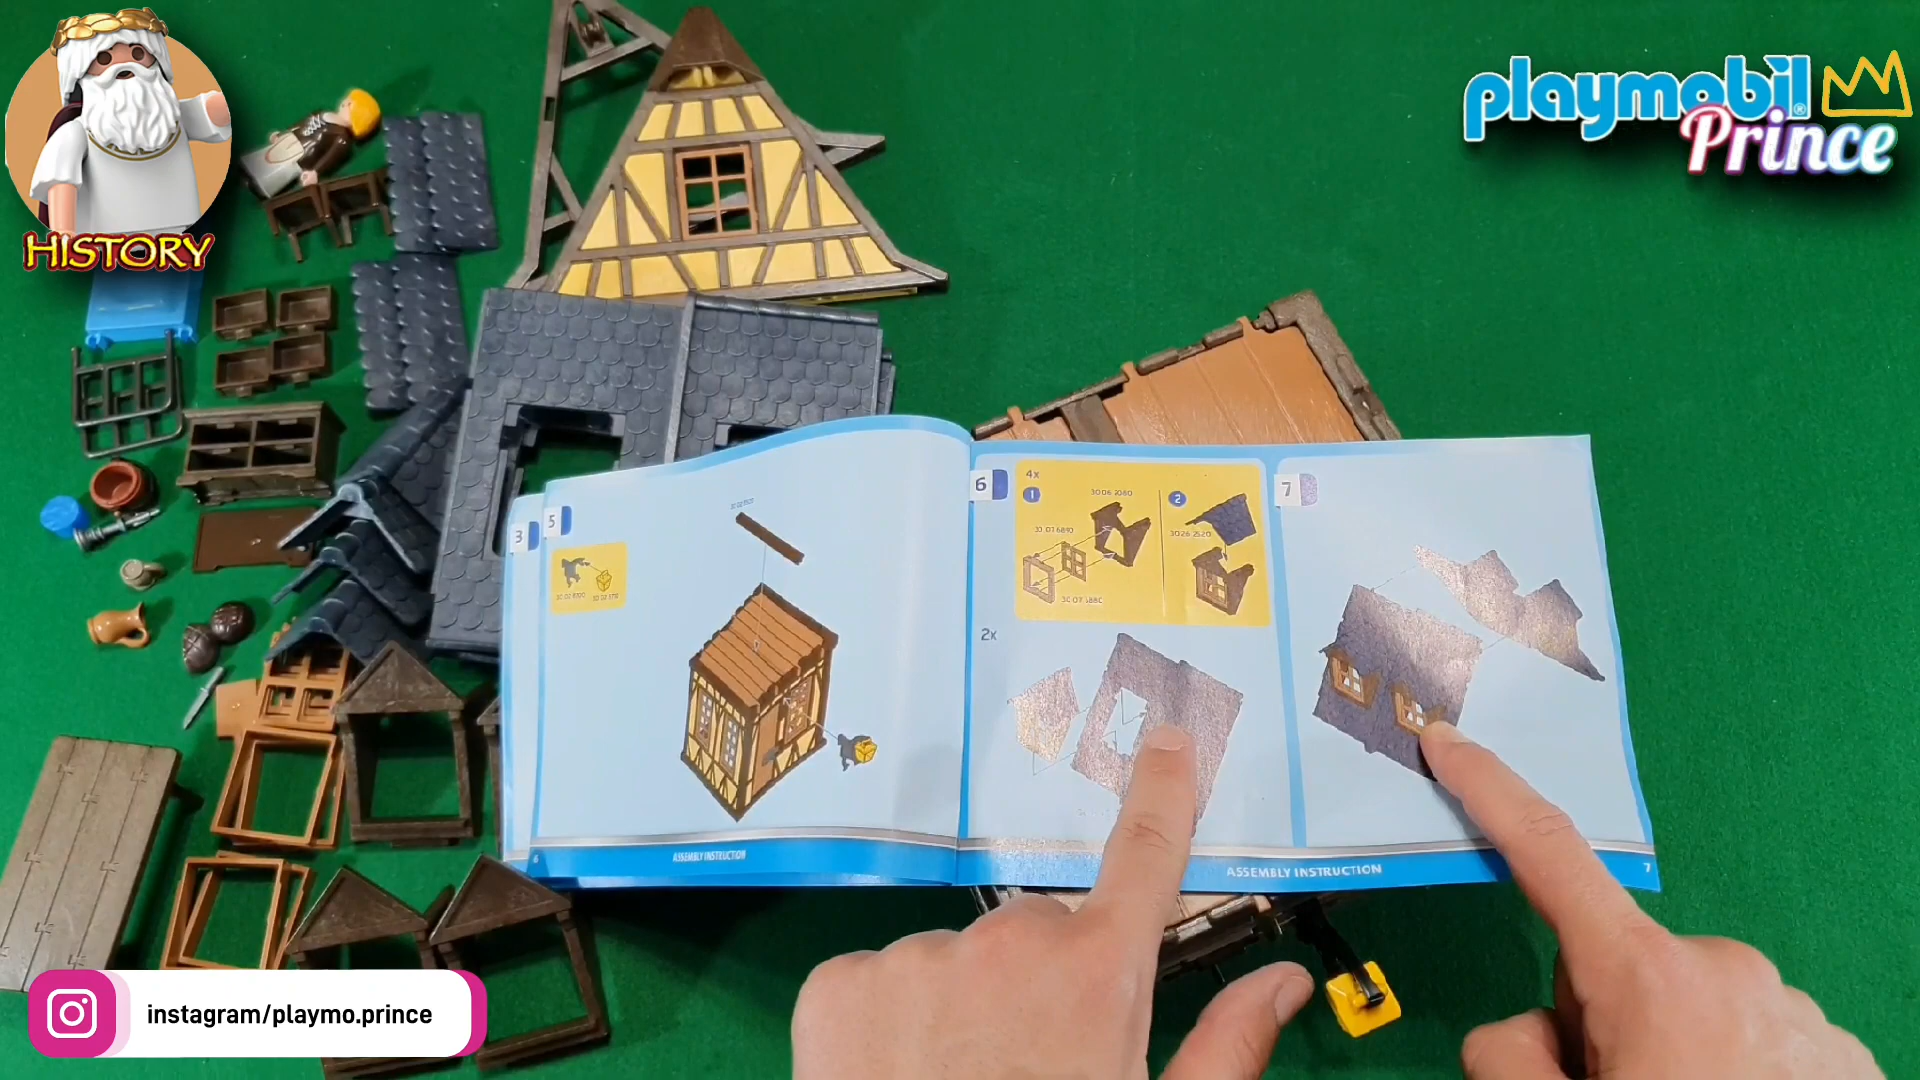 HISTORY
playmobil
Prince
3
5
6
4x
1
2
7
2x
6
ASSEMBLY INSTRUCTION
ASSEMBLY INSTRUCTION
7
instagram/playmo.prince